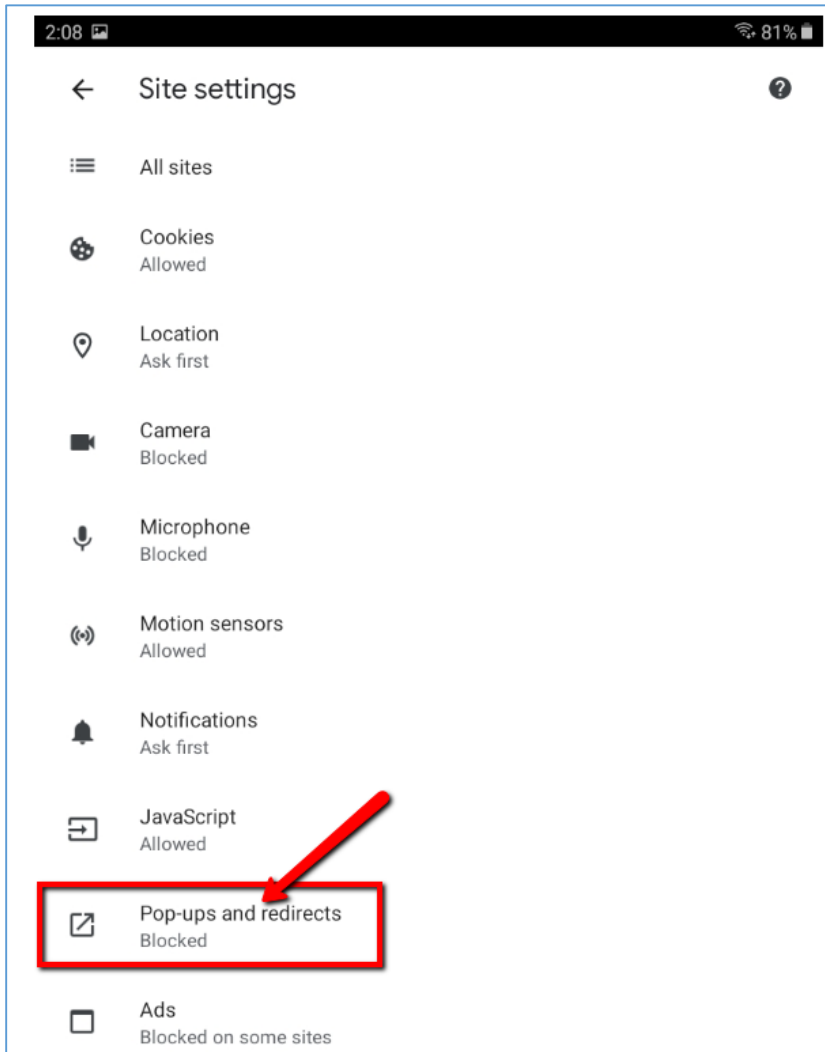 2:08 81%
Site settings
All sites
Cookies
Allowed
Location
Ask first
Camera
Blocked
Microphone
Blocked
Motion sensors
Allowed
Notifications
Ask first
JavaScript
Allowed
Pop-ups and redirects
Blocked
Ads
Blocked on some sites